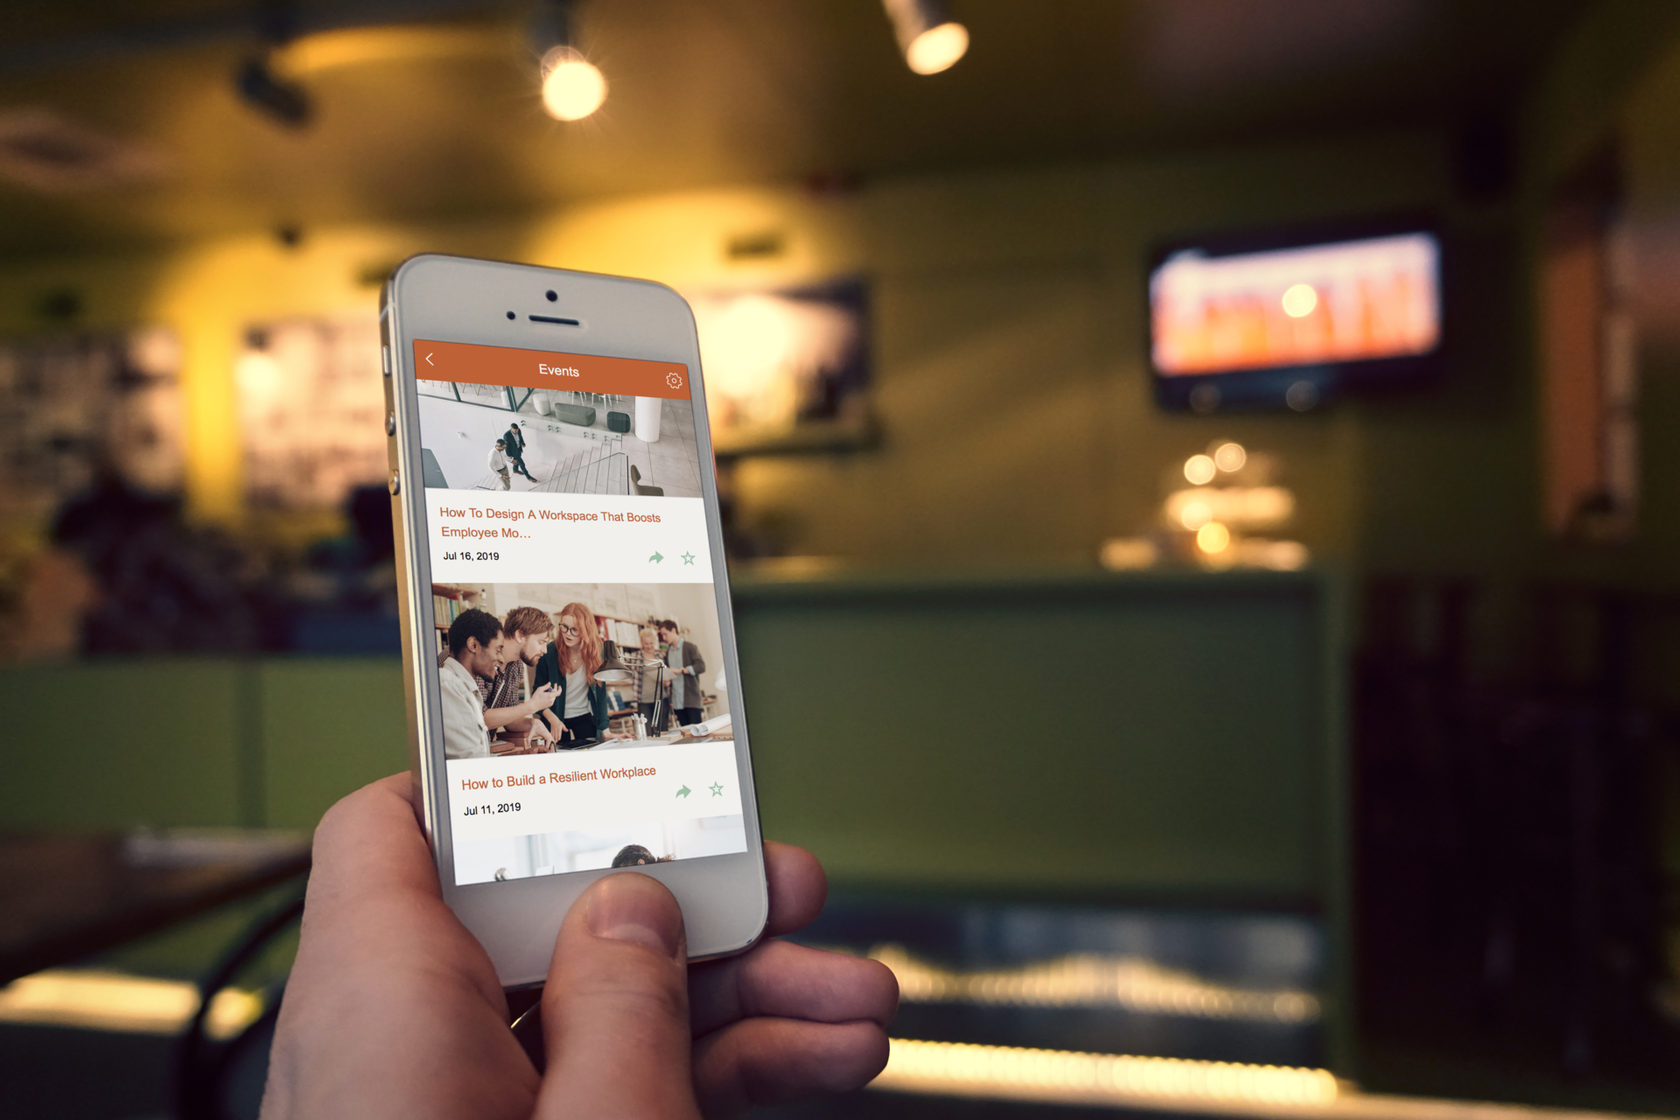 Events
How To Design A Workspace That Boosts
Employee Mo...
Jul 16, 2019
How to Build a Resilient Workplace
Jul 11, 2019